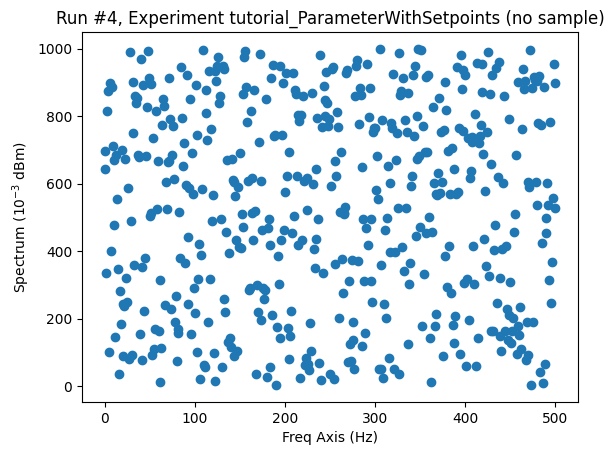 Run #4, Experiment tutorial_ParameterWithSetpoints (no sample)
1000
800
600
400
200
0
Spectrum (10⁻³ dBm)
0 100 200 300 400 500
Freq Axis (Hz)